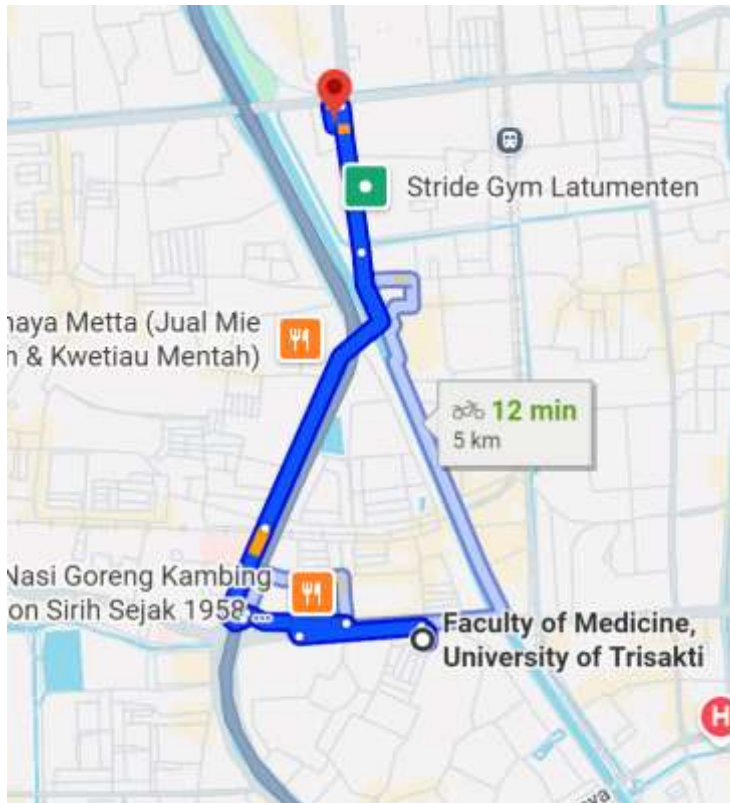 Stride Gym Latumenten
naya Metta (Jual Mie
n & Kwetiau Mentah)
12 min
5 km
Nasi Goreng Kambing
on Sirih Sejak 1958 ...
Faculty of Medicine,
University of Trisakti
H
aya